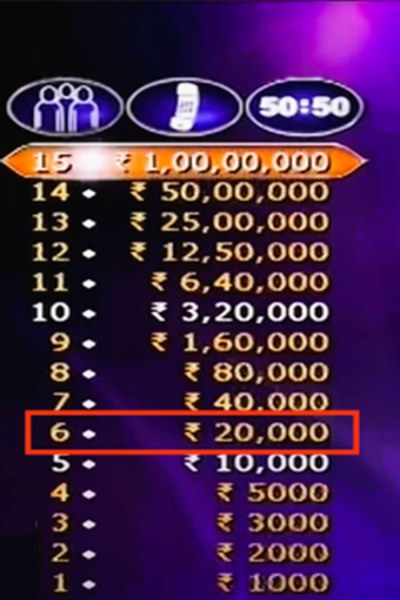 50:50
15 ◆ ₹ 1,00,00,000
14 ◆ ₹ 50,00,000
13 ◆ ₹ 25,00,000
12 ◆ ₹ 12,50,000
11 ◆ ₹ 6,40,000
10 ◆ ₹ 3,20,000
9 ◆ ₹ 1,60,000
8 ◆ ₹ 80,000
7 ◆ ₹ 40,000
6 ◆ ₹ 20,000
5 ◆ ₹ 10,000
4 ◆ ₹ 5000
3 ◆ ₹ 3000
2 ◆ ₹ 2000
1 ◆ ₹ 1000